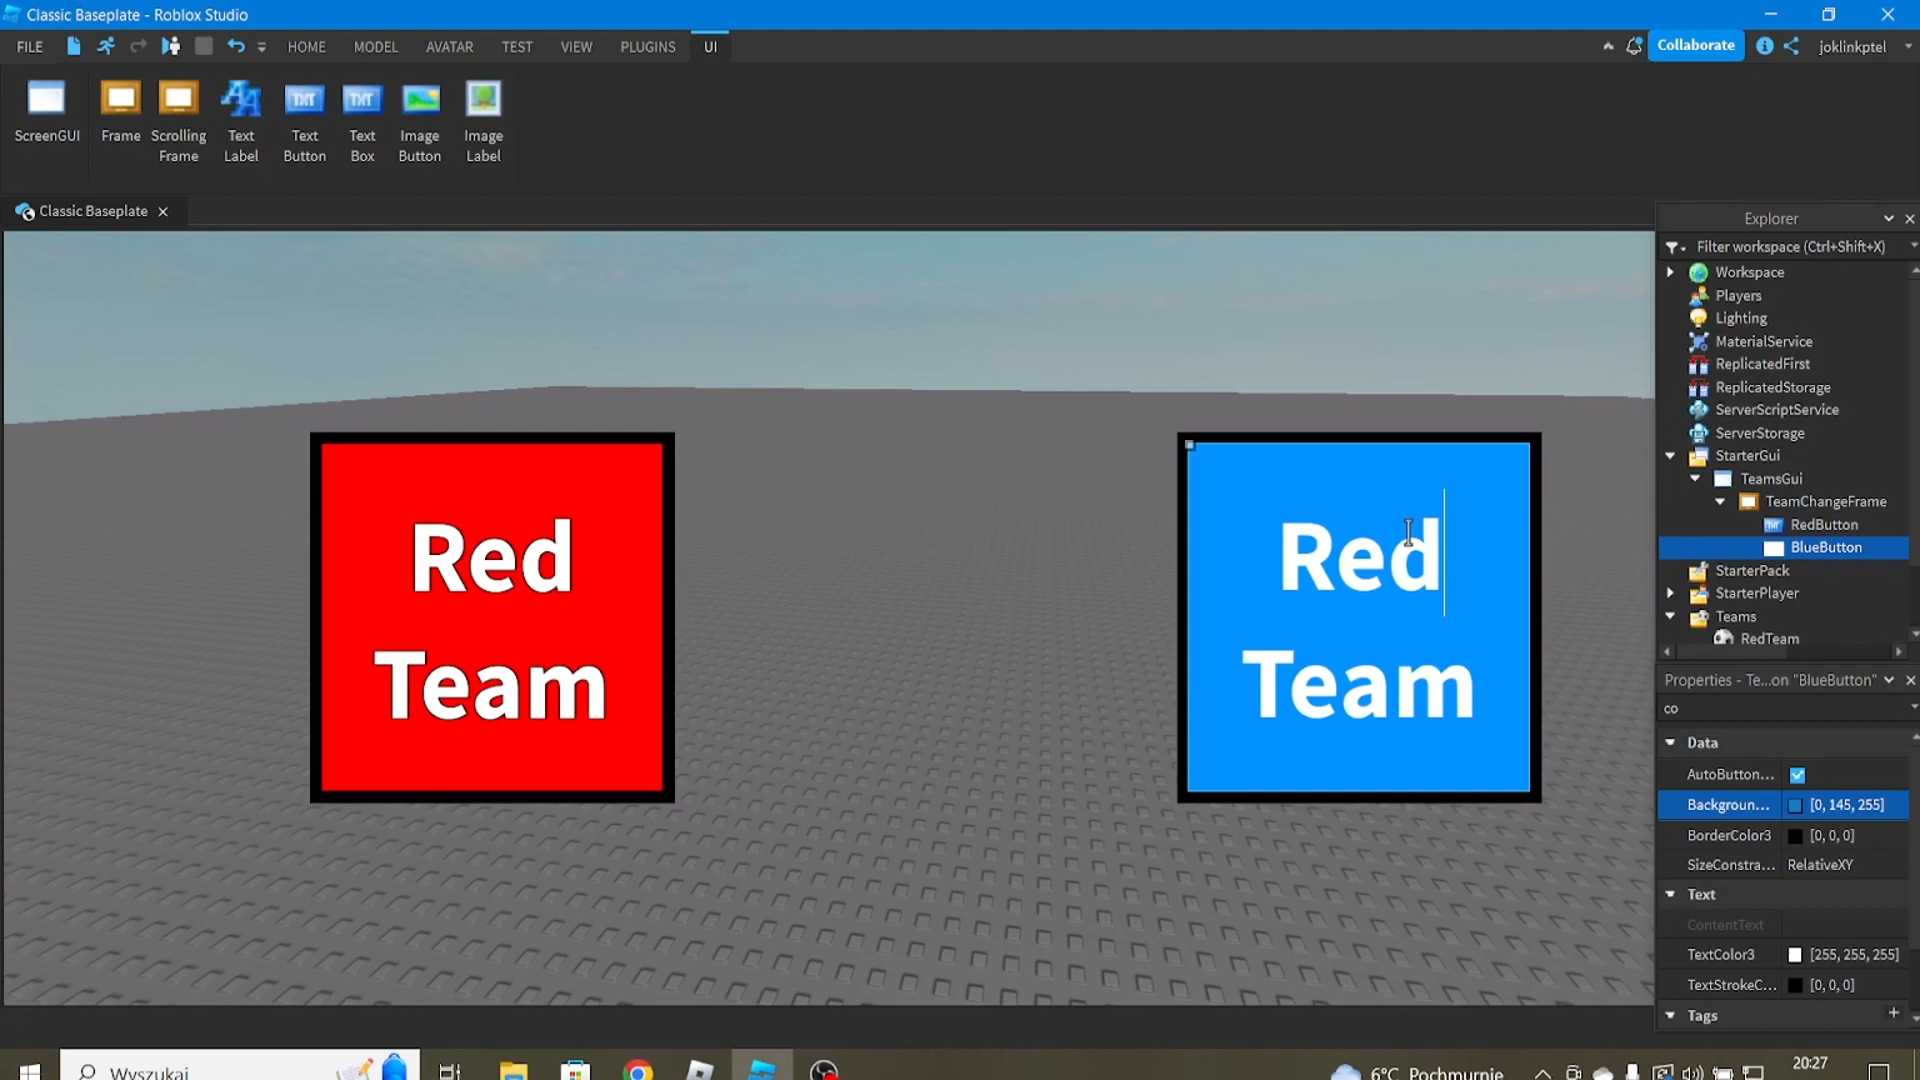 Classic Baseplate - Roblox Studio
FILE HOME MODEL AVATAR TEST VIEW PLUGINS UI Collaborate joklinkptel
ScreenGUI Frame Scrolling Frame Text Label Text Button Text Box Image Button Image Label
Classic Baseplate
Red
Team
Red
Team
Explorer
Filter workspace (Ctrl+Shift+X)
Workspace
Players
Lighting
MaterialService
ReplicatedFirst
ReplicatedStorage
ServerScriptService
ServerStorage
StarterGui
TeamsGui
TeamChangeFrame
TXT RedButton
BlueButton
StarterPack
StarterPlayer
Teams
RedTeam
Properties - Te...on "BlueButton"
co
Data
AutoButton...
Backgroun... [0, 145, 255]
BorderColor3 [0, 0, 0]
SizeConstra... RelativeXY
Text
ContentText
TextColor3 [255, 255, 255]
TextStrokeC... [0, 0, 0]
Tags
Wyszukaj
6°C Pochmurnie
20:27